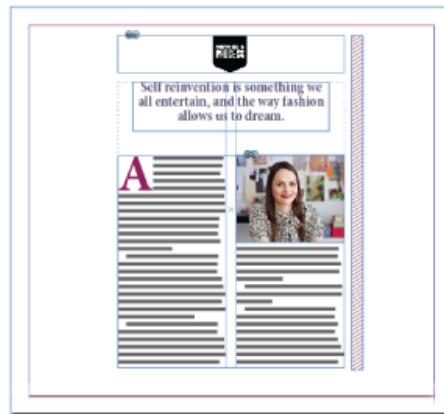 Self reinvention is something we
all entertain, and the way fashion
allows us to dream.
A